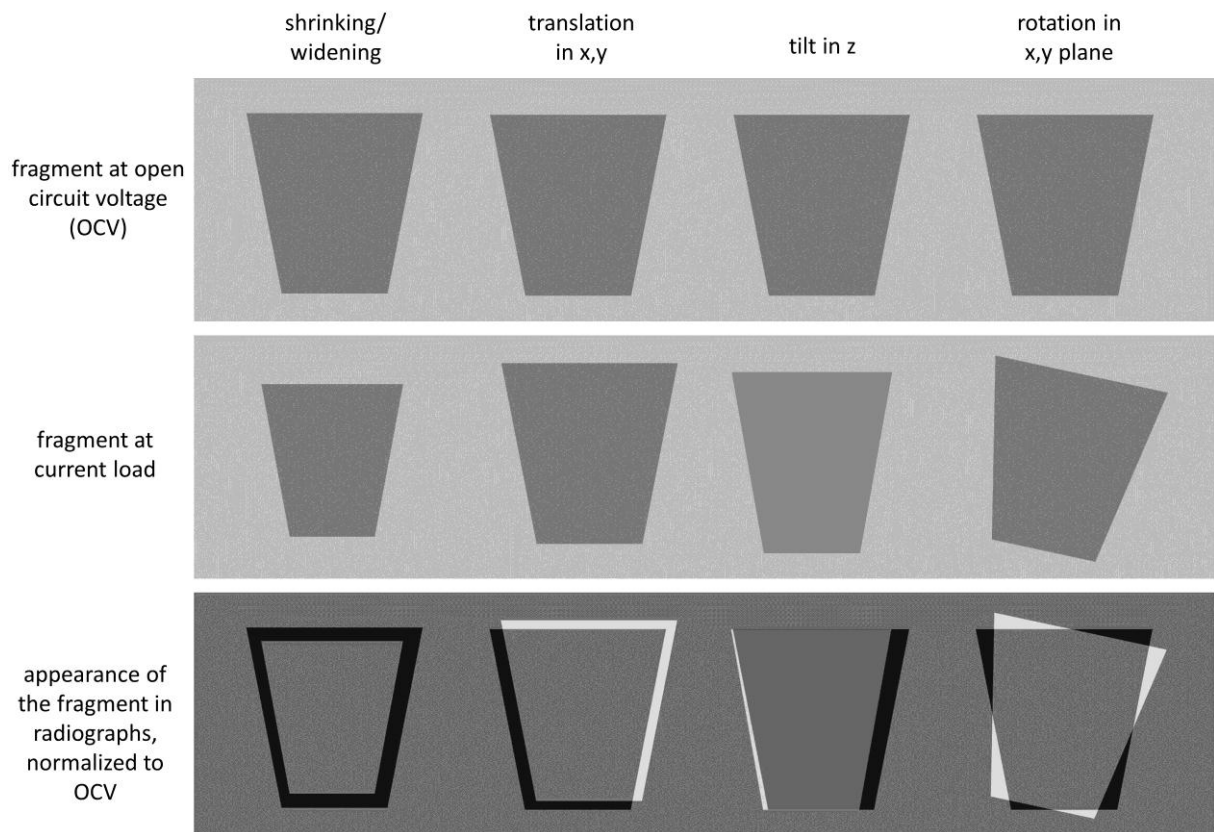 shrinking/
widening
translation
in x,y
tilt in z
rotation in
x,y plane
fragment at open
circuit voltage
(OCV)
fragment at
current load
appearance of
the fragment in
radiographs,
normalized to
OCV